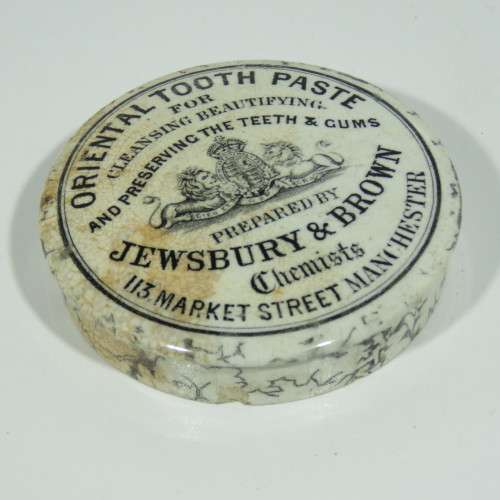 ORIENTAL TOOTH PASTE
FOR
CLEANSING BEAUTIFYING.
AND PRESERVING THE TEETH & GUMS
PREPARED BY
JEWSBURY & BROWN
Chemists
113, MARKET STREET MANCHESTER